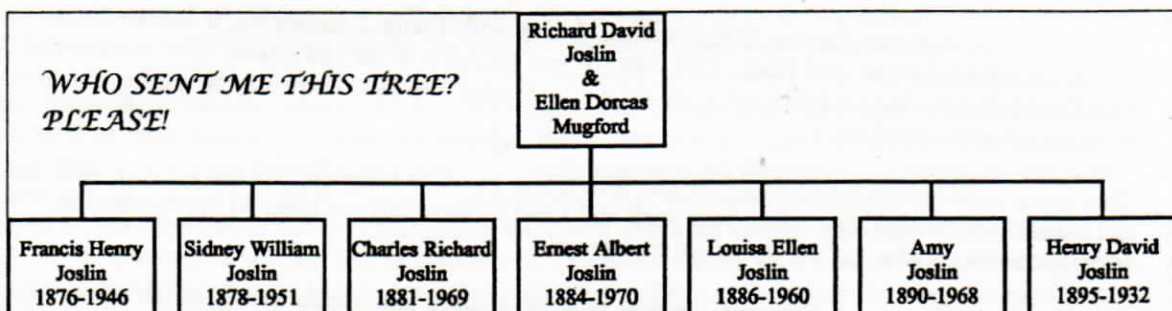 Richard David
Joslin
&
Ellen Dorcas
Mugford
WHO SENT ME THIS TREE?
PLEASE!
Francis Henry
Joslin
1876-1946
Sidney William
Joslin
1878-1951
Charles Richard
Joslin
1881-1969
Ernest Albert
Joslin
1884-1970
Louisa Ellen
Joslin
1886-1960
Amy
Joslin
1890-1968
Henry David
Joslin
1895-1932